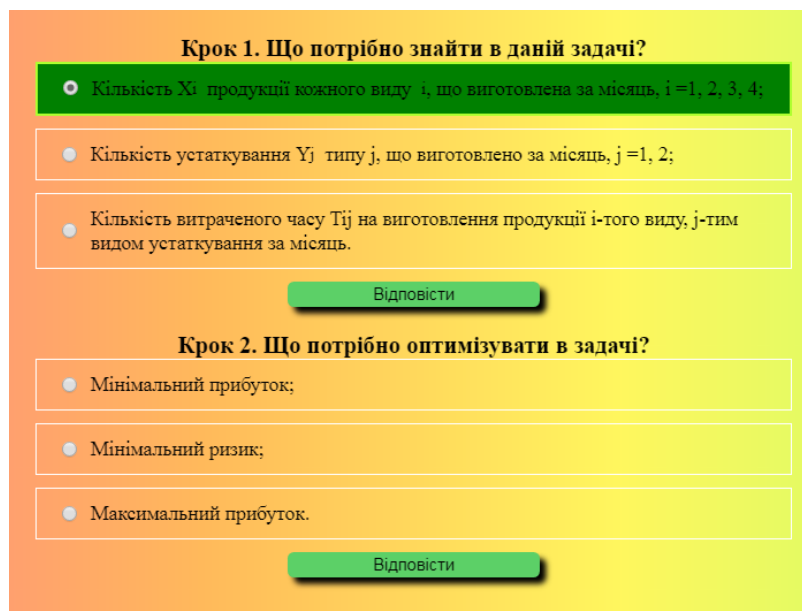 Крок 1. Що потрібно знайти в даній задачі?
Кількість Xi продукції кожного виду i, що виготовлена за місяць, i =1, 2, 3, 4;
Кількість устаткування Yj типу j, що виготовлено за місяць, j =1, 2;
Кількість витраченого часу Tij на виготовлення продукції i-того виду, j-тим
видом устаткування за місяць.
Відповісти
Крок 2. Що потрібно оптимізувати в задачі?
Мінімальний прибуток;
Мінімальний ризик;
Максимальний прибуток.
Відповісти